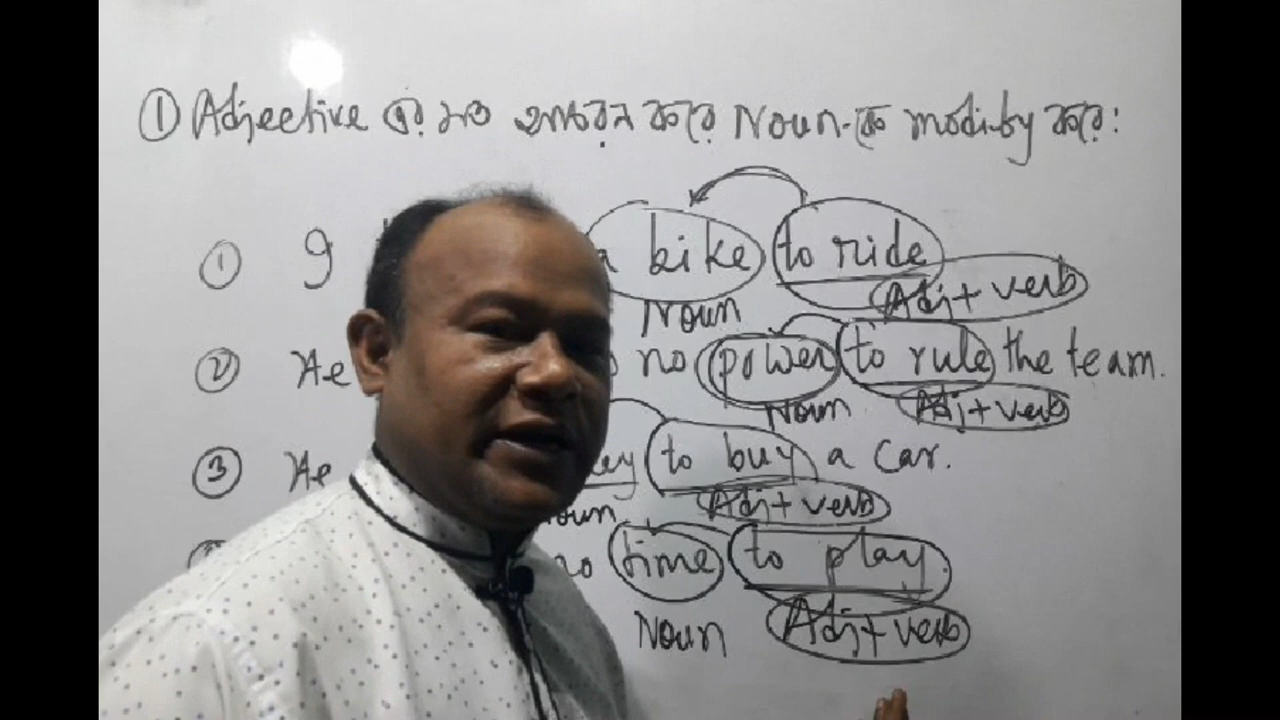 ① Adjective এর মত আচরন করে Noun-কে modify করে:
① I a bike to ride
Noun Adj + verb
② He no power to rule the team.
Noun Adj + verb
③ He to buy a car.
Noun Adj + verb
no time to play
Noun Adj + verb